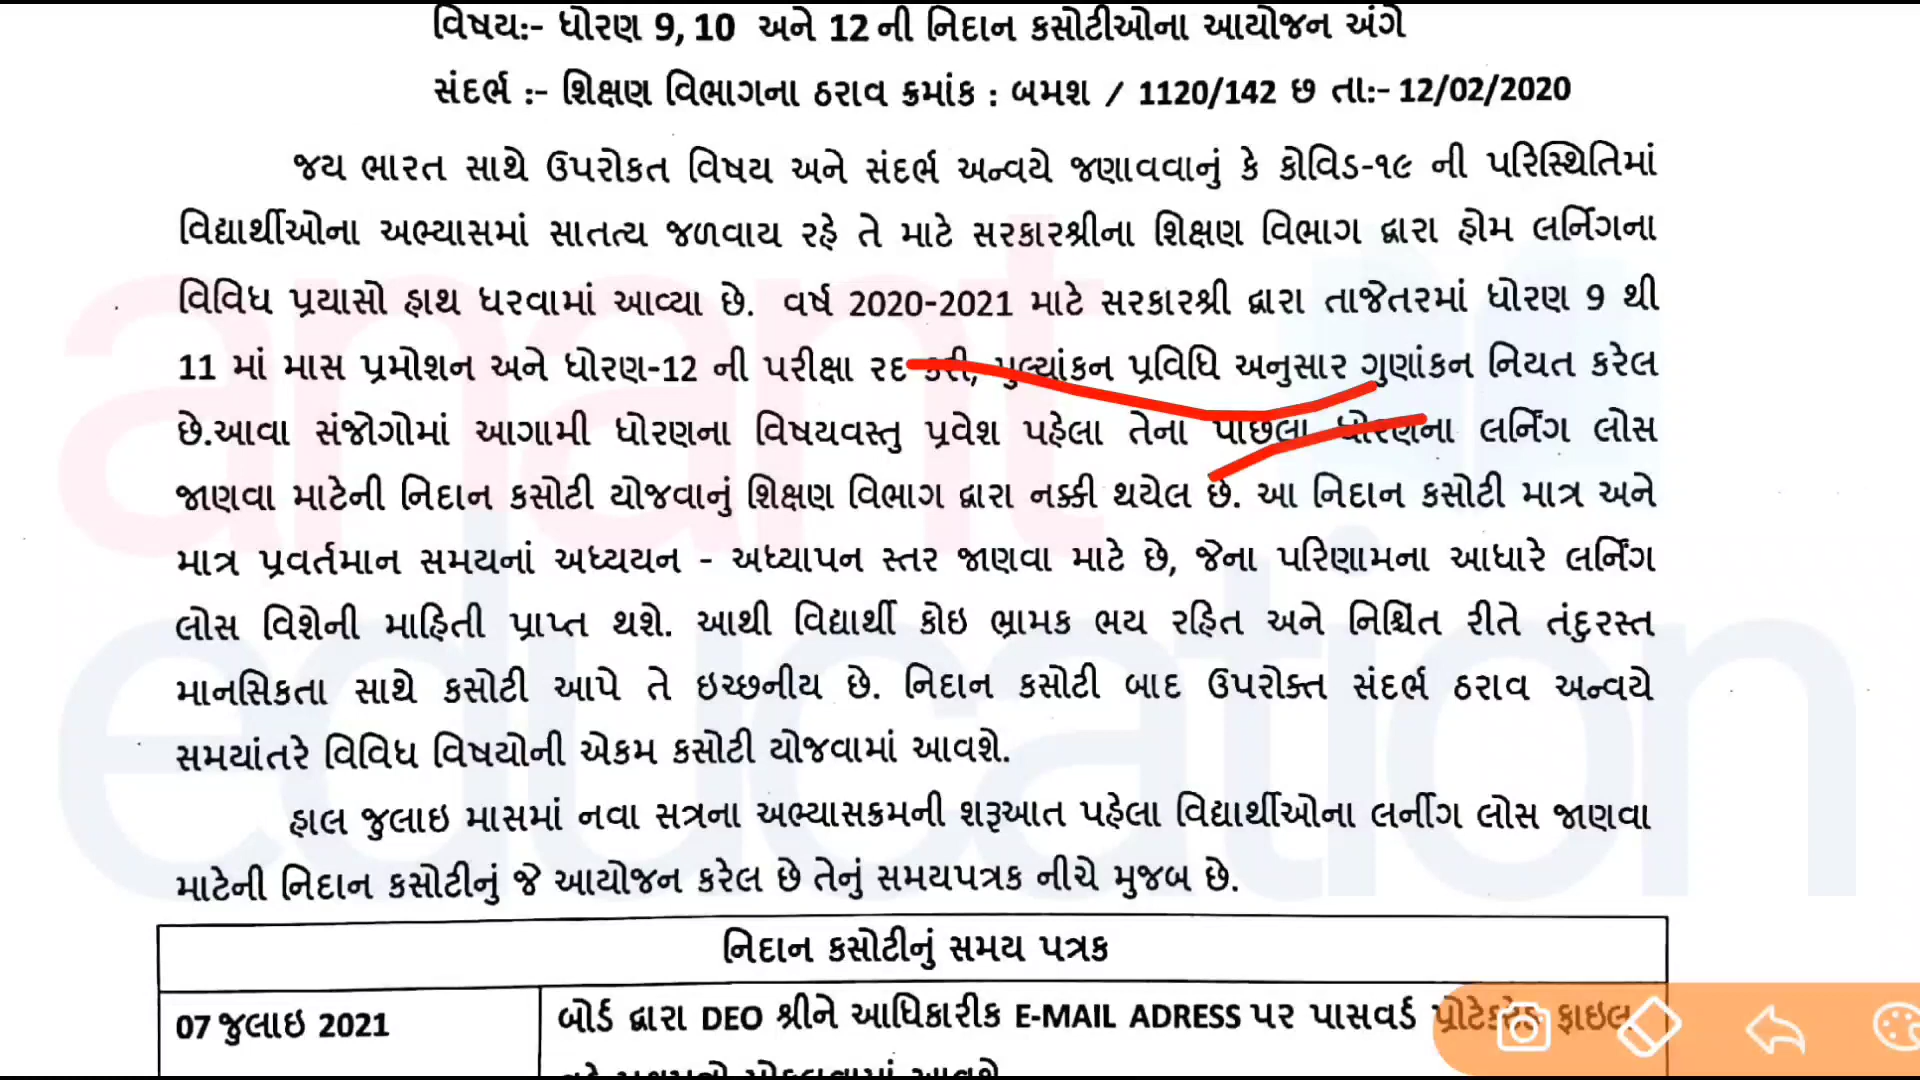 વિષય:- ધોરણ 9, 10 અને 12 ની નિદાન કસોટીઓના આયોજન અંગે
સંદર્ભ :- શિક્ષણ વિભાગના ઠરાવ ક્રમાંક : બમશ / 1120/142 છ તા:- 12/02/2020
જય ભારત સાથે ઉપરોકત વિષય અને સંદર્ભ અન્વયે જણાવવાનું કે કોવિડ-૧૯ ની પરિસ્થિતિમાં
વિદ્યાર્થીઓના અભ્યાસમાં સાતત્ય જળવાય રહે તે માટે સરકારશ્રીના શિક્ષણ વિભાગ દ્વારા હોમ લર્નિગના
વિવિધ પ્રયાસો હાથ ધરવામાં આવ્યા છે. વર્ષ 2020-2021 માટે સરકારશ્રી દ્વારા તાજેતરમાં ધોરણ 9 થી
11 માં માસ પ્રમોશન અને ધોરણ-12 ની પરીક્ષા રદ કરી, મુલ્યાંકન પ્રવિધિ અનુસાર ગુણાંકન નિયત કરેલ
છે.આવા સંજોગોમાં આગામી ધોરણના વિષયવસ્તુ પ્રવેશ પહેલા તેના પાછલા ધોરણના લર્નિંગ લોસ
જાણવા માટેની નિદાન કસોટી યોજવાનું શિક્ષણ વિભાગ દ્વારા નક્કી થયેલ છે. આ નિદાન કસોટી માત્ર અને
માત્ર પ્રવર્તમાન સમયનાં અધ્યયન - અધ્યાપન સ્તર જાણવા માટે છે, જેના પરિણામના આધારે લર્નિંગ
લોસ વિશેની માહિતી પ્રાપ્ત થશે. આથી વિદ્યાર્થી કોઇ ભ્રામક ભય રહિત અને નિશ્ચિંત રીતે તંદુરસ્ત
માનસિકતા સાથે કસોટી આપે તે ઇચ્છનીય છે. નિદાન કસોટી બાદ ઉપરોક્ત સંદર્ભ ઠરાવ અન્વયે
સમયાંતરે વિવિધ વિષયોની એકમ કસોટી યોજવામાં આવશે.
હાલ જુલાઇ માસમાં નવા સત્રના અભ્યાસક્રમની શરૂઆત પહેલા વિદ્યાર્થીઓના લર્નીગ લોસ જાણવા
માટેની નિદાન કસોટીનું જે આયોજન કરેલ છે તેનું સમયપત્રક નીચે મુજબ છે.
નિદાન કસોટીનું સમય પત્રક
07 જુલાઇ 2021
બોર્ડ દ્વારા DEO શ્રીને આધિકારીક E-MAIL ADRESS પર પાસવર્ડ પ્રોટેક્ટેડ ફાઇલ
anant
education